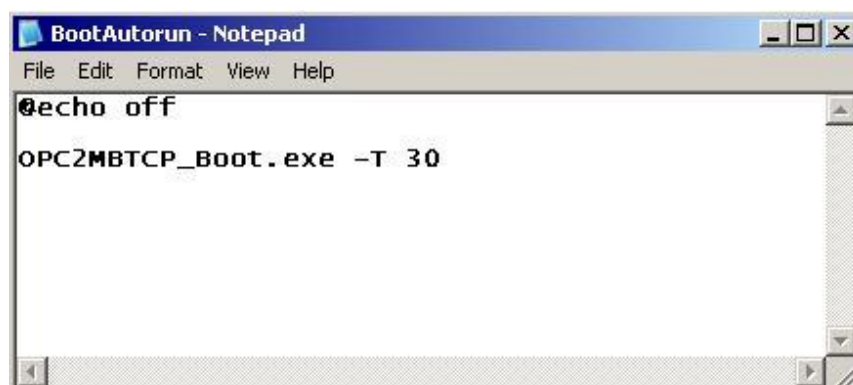 BootAutorun - Notepad
File Edit Format View Help
@echo off
OPC2MBTCP_Boot.exe -T 30